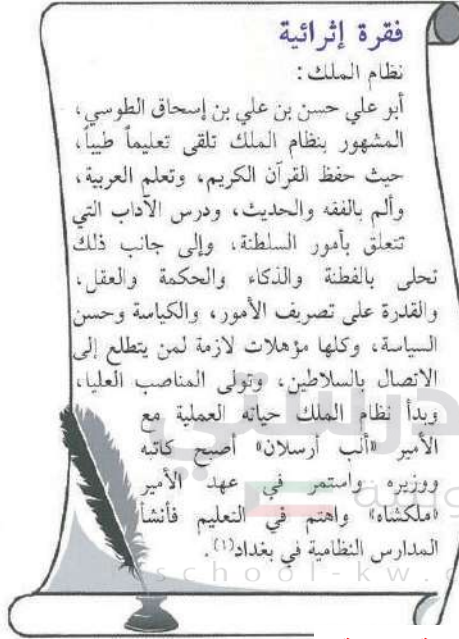 فقرة إثرائية
نظام الملك:
أبو علي حسن بن علي بن إسحاق الطوسي،
المشهور بنظام الملك تلقى تعليماً طيباً،
حيث حفظ القرآن الكريم، وتعلم العربية،
وألم بالفقه والحديث، ودرس الآداب التي
تتعلق بأمور السلطنة، وإلى جانب ذلك
تحلى بالفطنة والذكاء والحكمة والعقل،
والقدرة على تصريف الأمور، والكياسة وحسن
السياسة، وكلها مؤهلات لازمة لمن يتطلع إلى
الاتصال بالسلاطين، وتولى المناصب العليا،
وبدأ نظام الملك حياته العملية مع
الأمير «ألب أرسلان» أصبح كاتبه
ووزيره واستمر في عهد الأمير
«ملكشاه» واهتم في التعليم فأنشأ
المدارس النظامية في بغداد(١).
school-kw.c